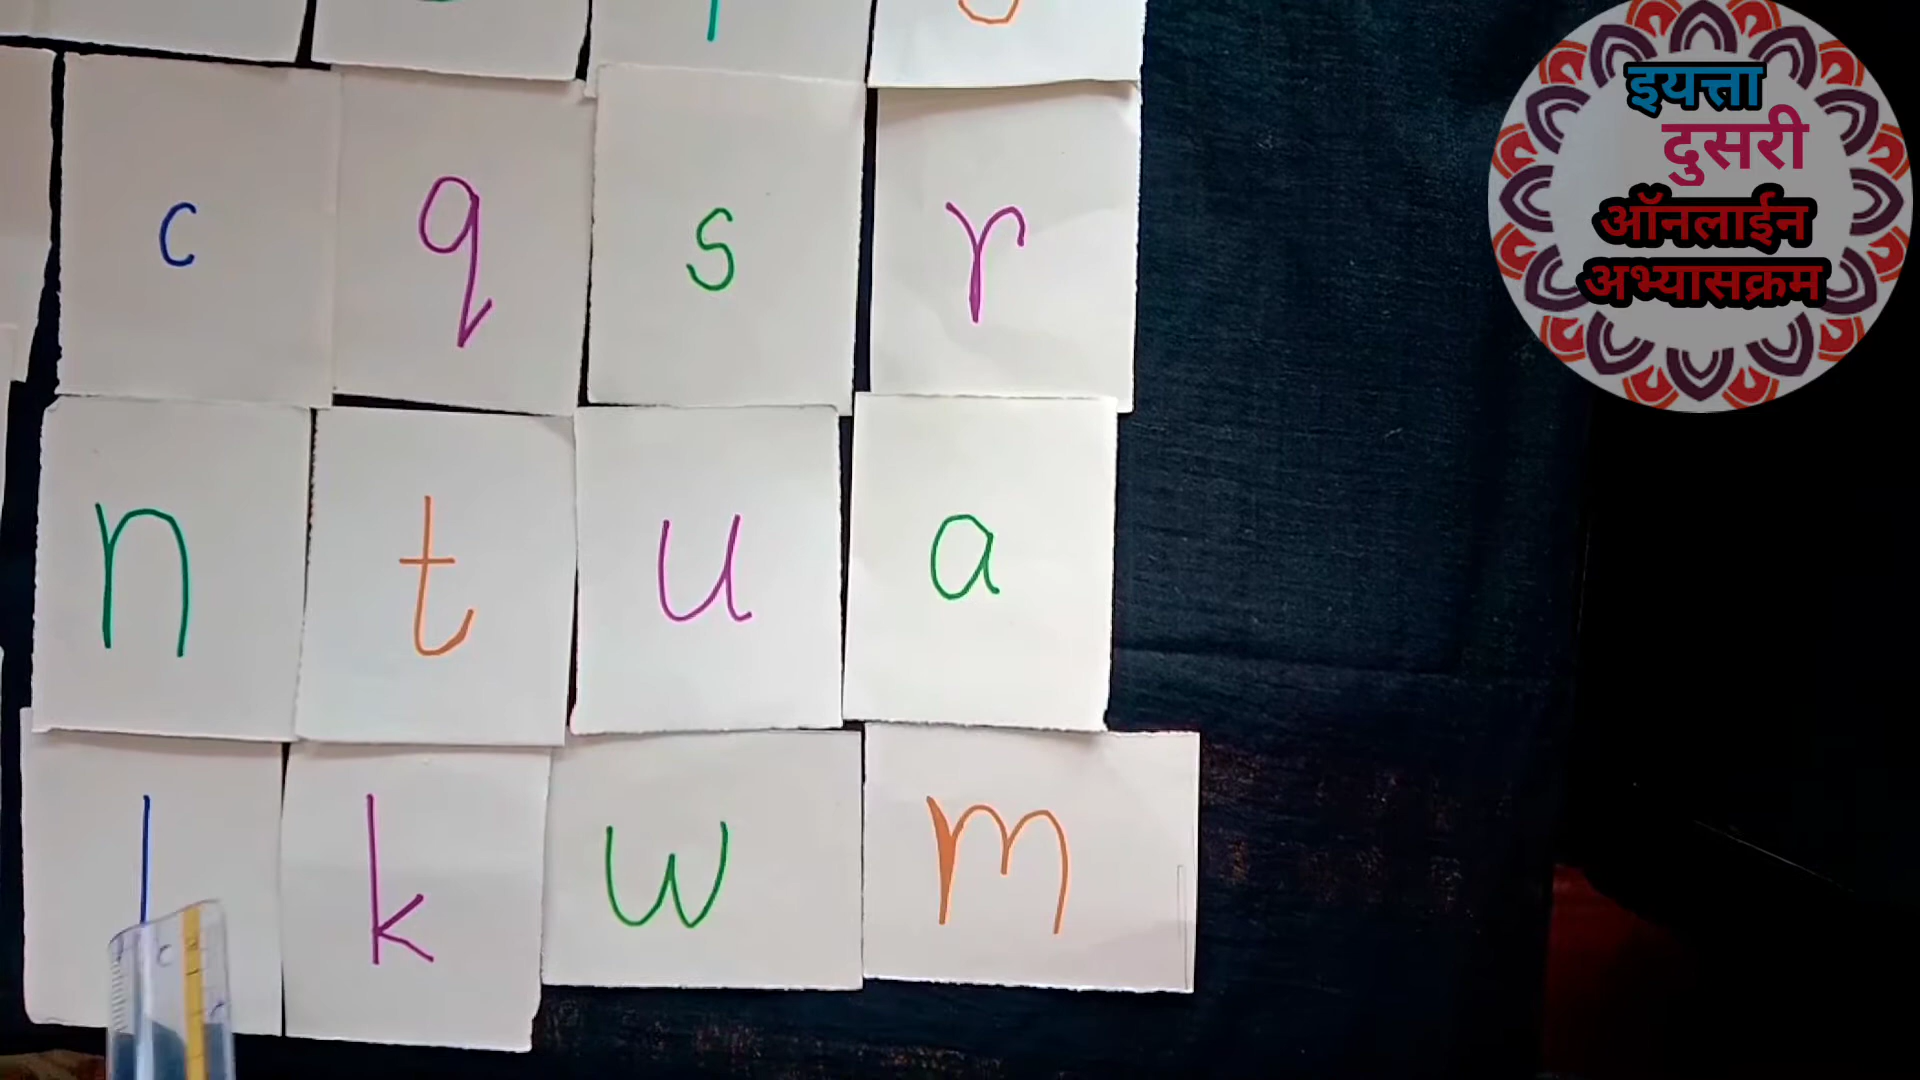 c q s r
n t u a
l k w m
इयत्ता
दुसरी
ऑनलाईन
अभ्यासक्रम